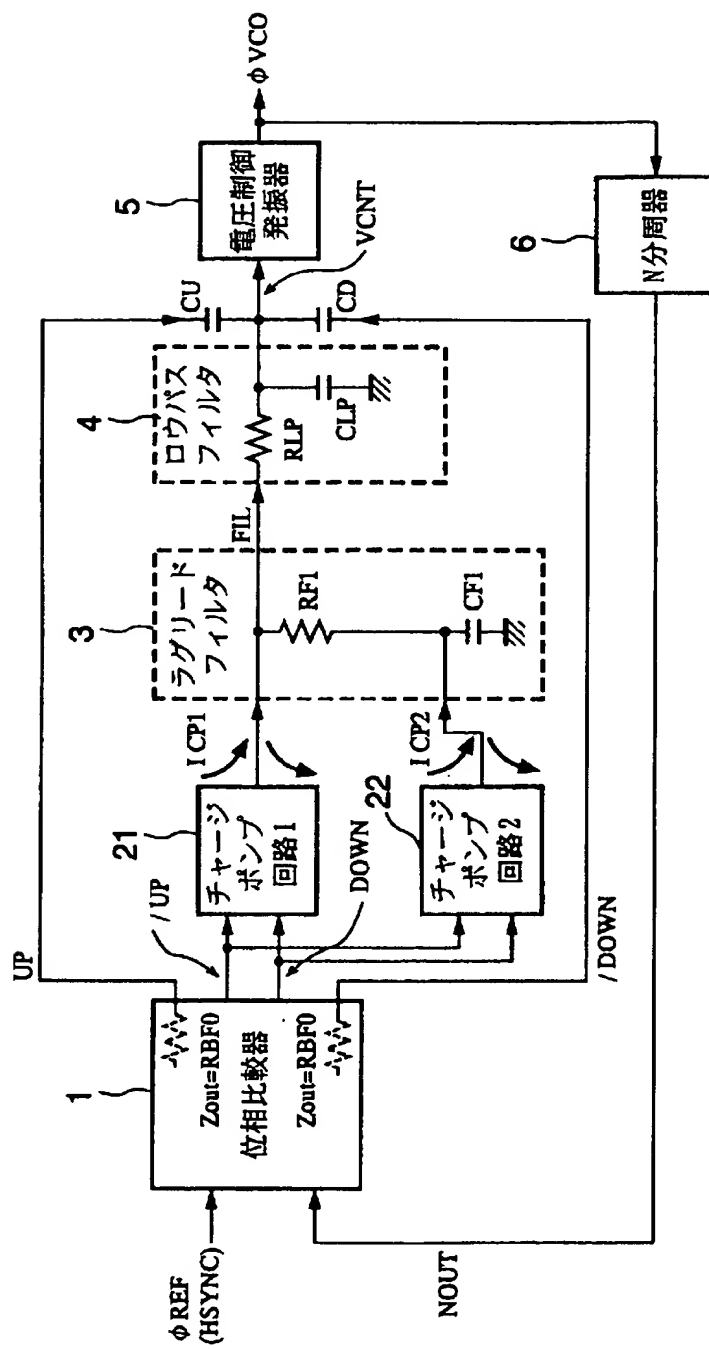 φREF
(HSYNC)
NOUT
1
位相比較器
Zout=RBF0
Zout=RBF0
UP
/UP
DOWN
/DOWN
21
チャージ
ポンプ
回路1
22
チャージ
ポンプ
回路2
ICP1
ICP2
3
ラグリード
フィルタ
RF1
CF1
FIL
4
ロウパス
フィルタ
RLP
CLP
CU
CD
VCNT
5
電圧制御
発振器
φVCO
6
N分周器